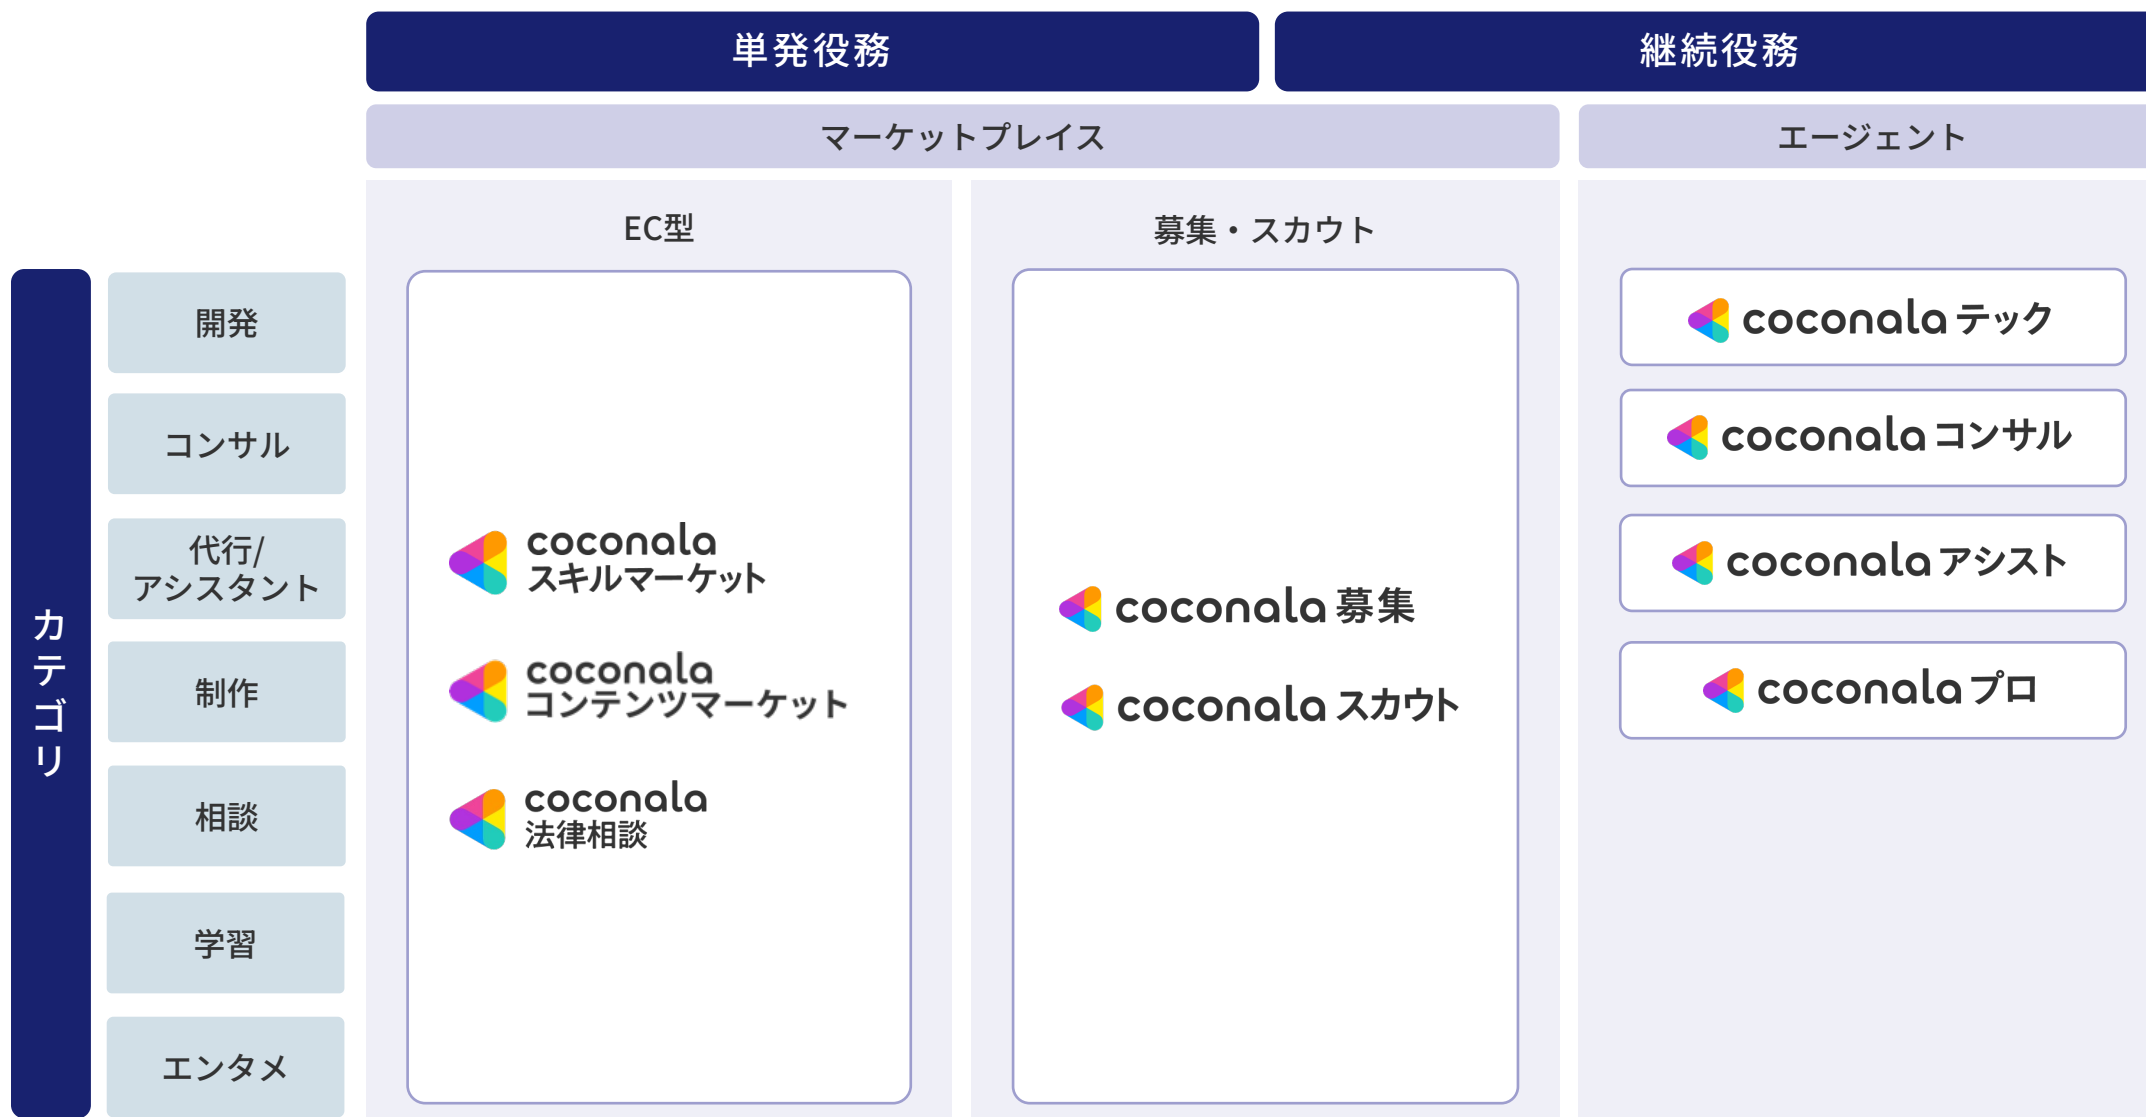 単発役務
継続役務
マーケットプレイス
エージェント
EC型
募集・スカウト
カテゴリ
開発
コンサル
代行/
アシスタント
制作
相談
学習
エンタメ
coconala
スキルマーケット
coconala
コンテンツマーケット
coconala
法律相談
coconala 募集
coconala スカウト
coconala テック
coconala コンサル
coconala アシスト
coconala プロ